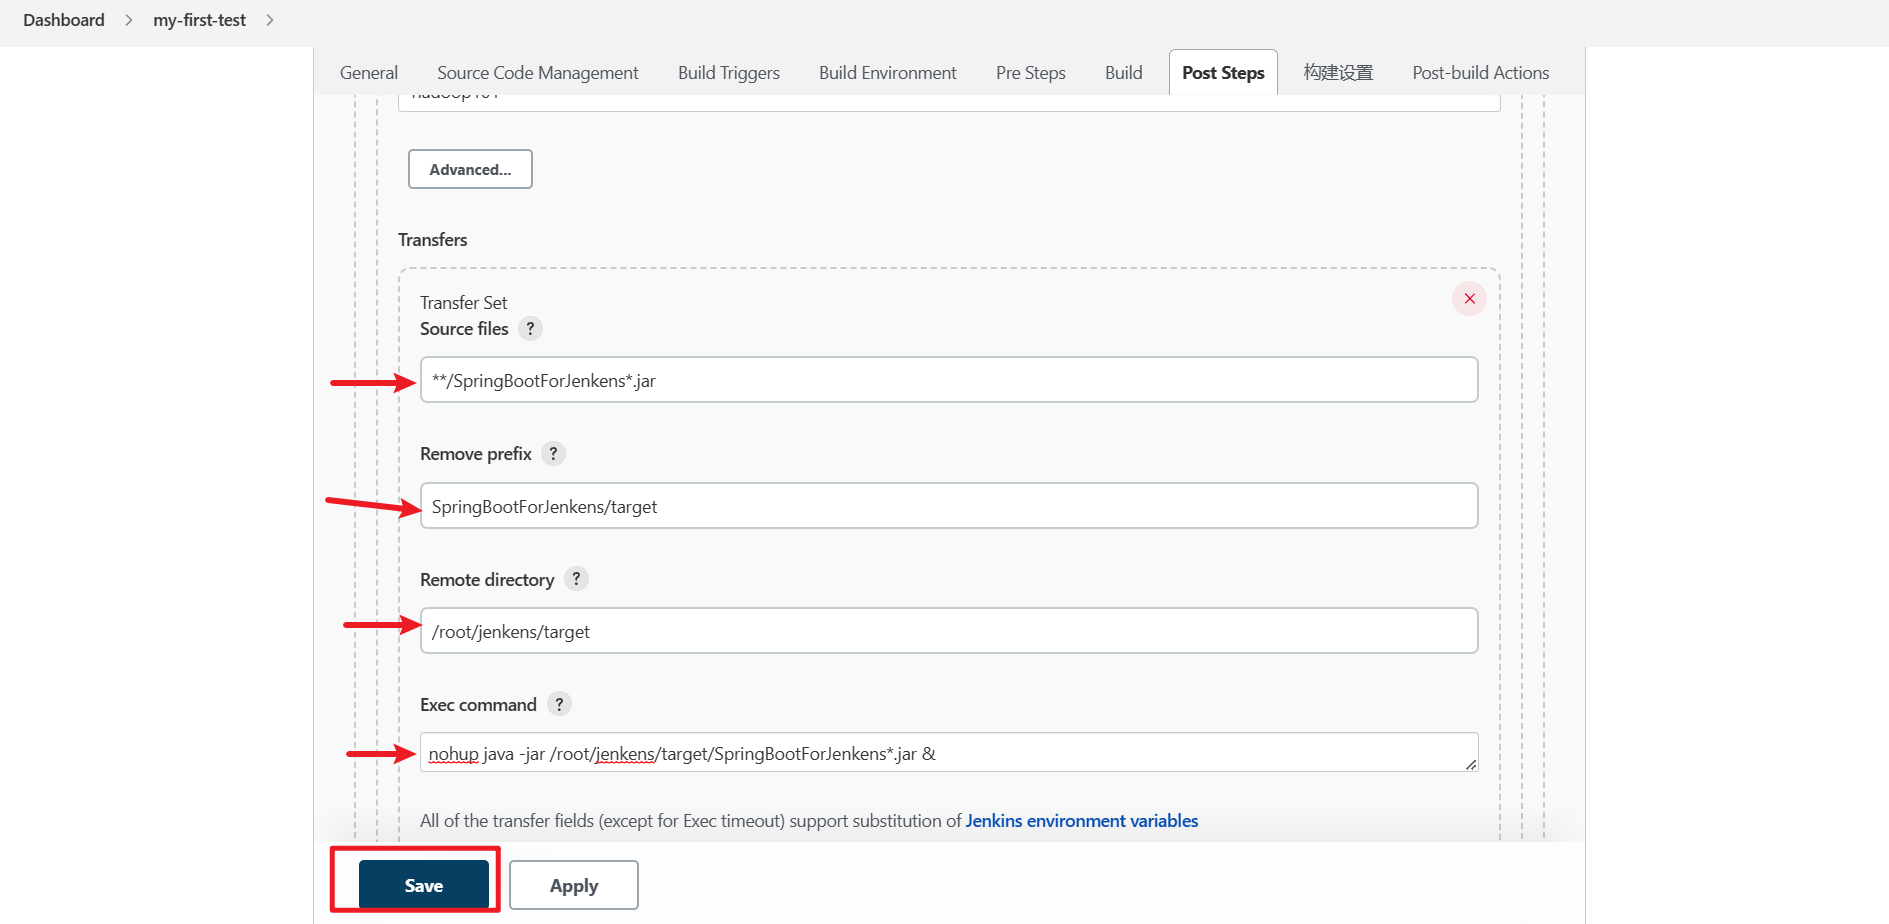 Dashboard my-first-test
General Source Code Management Build Triggers Build Environment Pre Steps Build Post Steps 构建设置 Post-build Actions
Advanced...
Transfers
Transfer Set
Source files ?
**/SpringBootForJenkens*.jar
Remove prefix ?
SpringBootForJenkens/target
Remote directory ?
/root/jenkens/target
Exec command ?
nohup java -jar /root/jenkens/target/SpringBootForJenkens*.jar &
All of the transfer fields (except for Exec timeout) support substitution of Jenkins environment variables
Save Apply